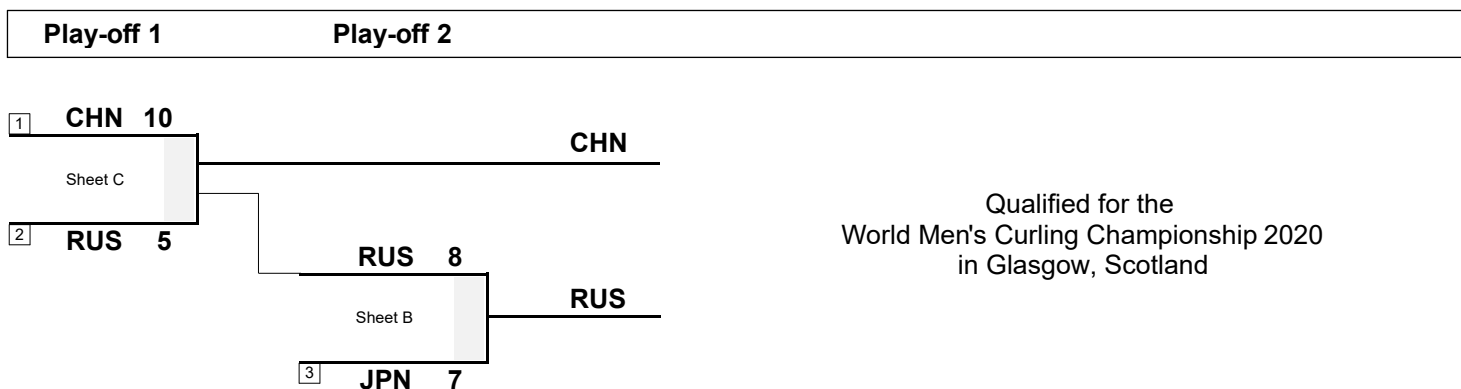 Play-off 1 Play-off 2
1 CHN 10
CHN
Sheet C
2 RUS 5
RUS 8
RUS
Sheet B
3 JPN 7
Qualified for the
World Men's Curling Championship 2020
in Glasgow, Scotland